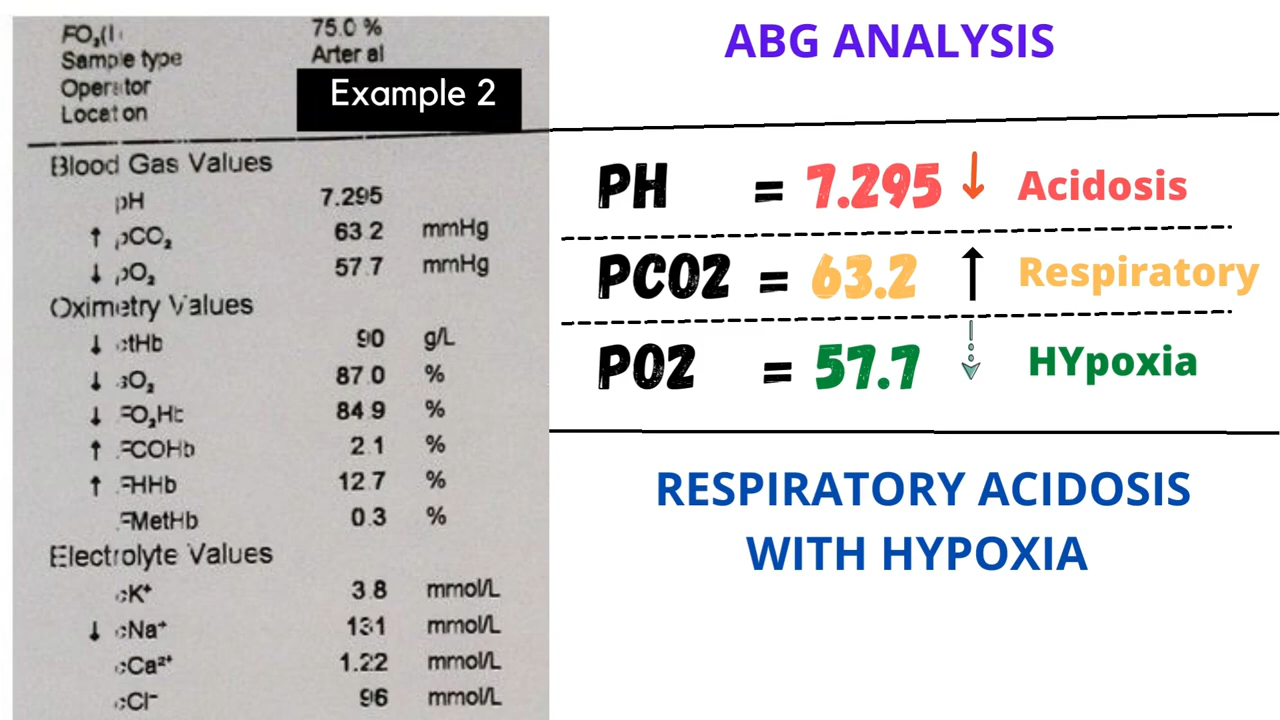 FO₂(I) 75.0 %
Sample type Arterial
Operator
Location
Example 2
Blood Gas Values
pH 7.295
↑ pCO₂ 63.2 mmHg
↓ pO₂ 57.7 mmHg
Oximetry Values
↓ ctHb 90 g/L
↓ sO₂ 87.0 %
↓ FO₂Hb 84.9 %
↑ FCOHb 2.1 %
↑ FHHb 12.7 %
FMetHb 0.3 %
Electrolyte Values
cK⁺ 3.8 mmol/L
↓ cNa⁺ 131 mmol/L
cCa²⁺ 1.22 mmol/L
cCl⁻ 96 mmol/L
ABG ANALYSIS
PH = 7.295 ↓ Acidosis
PCO2 = 63.2 ↑ Respiratory
PO2 = 57.7 ↓ HYpoxia
RESPIRATORY ACIDOSIS
WITH HYPOXIA